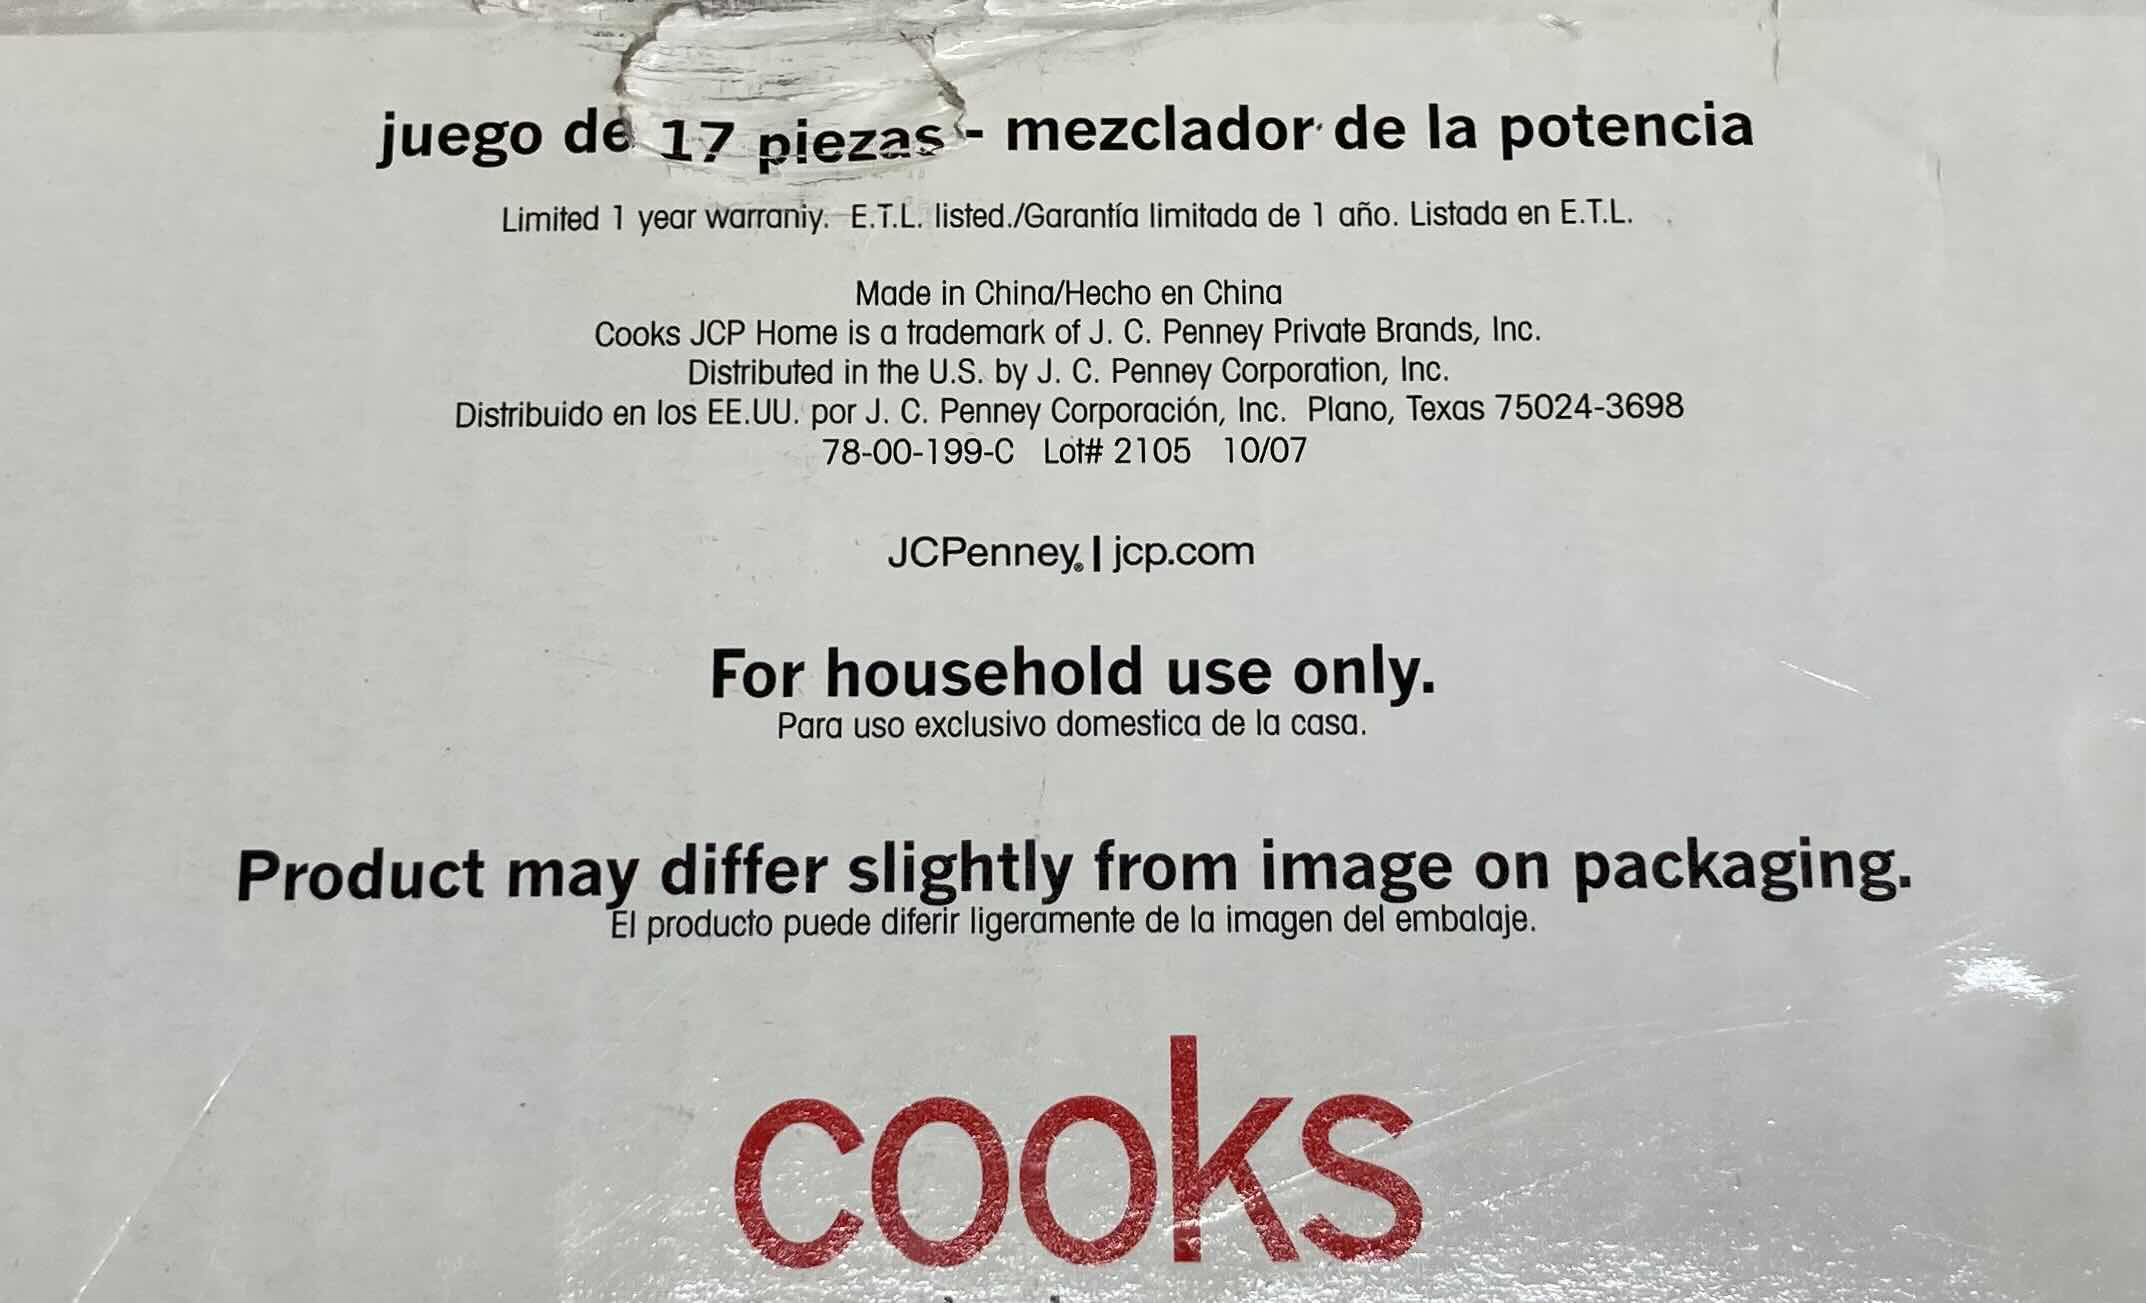 juego de 17 piezas - mezclador de la potencia
Limited 1 year warraniy. E.T.L. listed./Garantía limitada de 1 año. Listada en E.T.L.
Made in China/Hecho en China
Cooks JCP Home is a trademark of J. C. Penney Private Brands, Inc.
Distributed in the U.S. by J. C. Penney Corporation, Inc.
Distribuido en los EE.UU. por J. C. Penney Corporación, Inc. Plano, Texas 75024-3698
78-00-199-C Lot# 2105 10/07
JCPenney® | jcp.com
For household use only.
Para uso exclusivo domestica de la casa.
Product may differ slightly from image on packaging.
El producto puede diferir ligeramente de la imagen del embalaje.
cooks